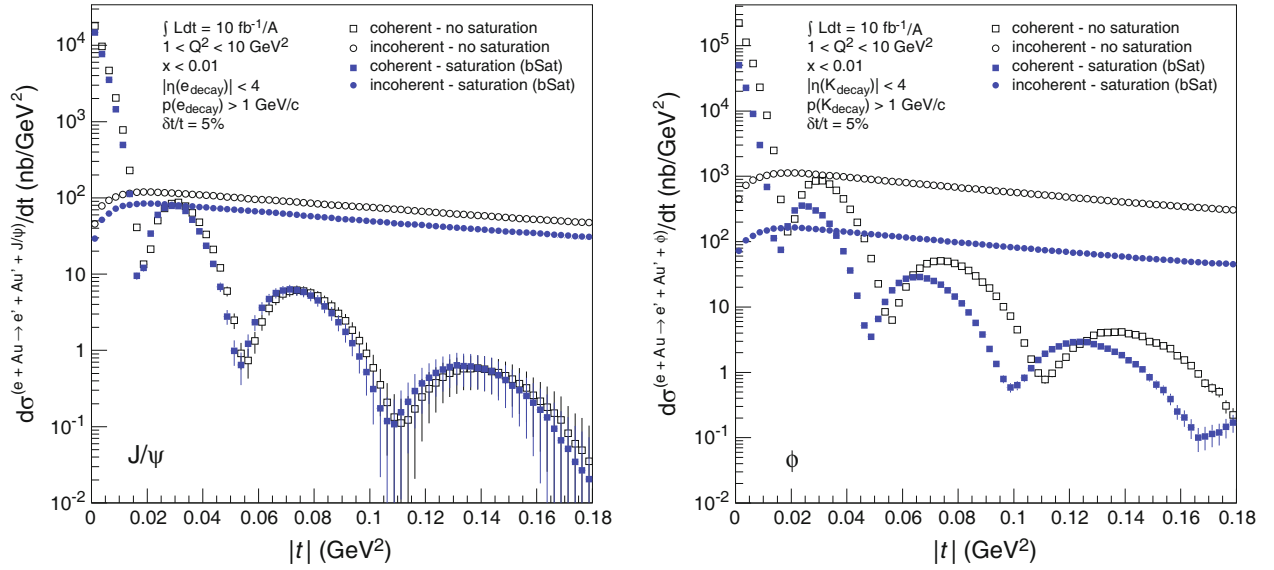 ∫ Ldt = 10 fb⁻¹/A
1 < Q² < 10 GeV²
x < 0.01
|η(e_decay)| < 4
p(e_decay) > 1 GeV/c
δt/t = 5%
coherent - no saturation
incoherent - no saturation
coherent - saturation (bSat)
incoherent - saturation (bSat)
dσ^(e + Au → e' + Au' + J/ψ)/dt (nb/GeV²)
10⁴
10³
10²
10
1
10⁻¹
10⁻²
J/ψ
0 0.02 0.04 0.06 0.08 0.1 0.12 0.14 0.16 0.18
|t| (GeV²)
∫ Ldt = 10 fb⁻¹/A
1 < Q² < 10 GeV²
x < 0.01
|η(K_decay)| < 4
p(K_decay) > 1 GeV/c
δt/t = 5%
coherent - no saturation
incoherent - no saturation
coherent - saturation (bSat)
incoherent - saturation (bSat)
dσ^(e + Au → e' + Au' + ϕ)/dt (nb/GeV²)
10⁵
10⁴
10³
10²
10
1
10⁻¹
10⁻²
ϕ
0 0.02 0.04 0.06 0.08 0.1 0.12 0.14 0.16 0.18
|t| (GeV²)